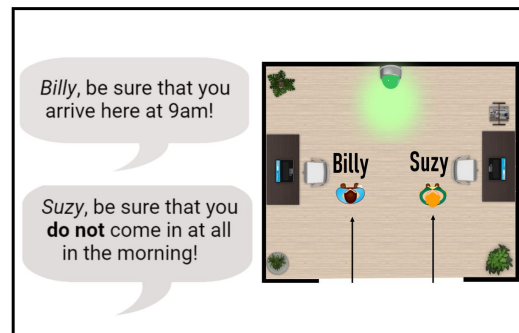 Billy, be sure that you
arrive here at 9am!
Suzy, be sure that you
do not come in at all
in the morning!
Billy
Suzy